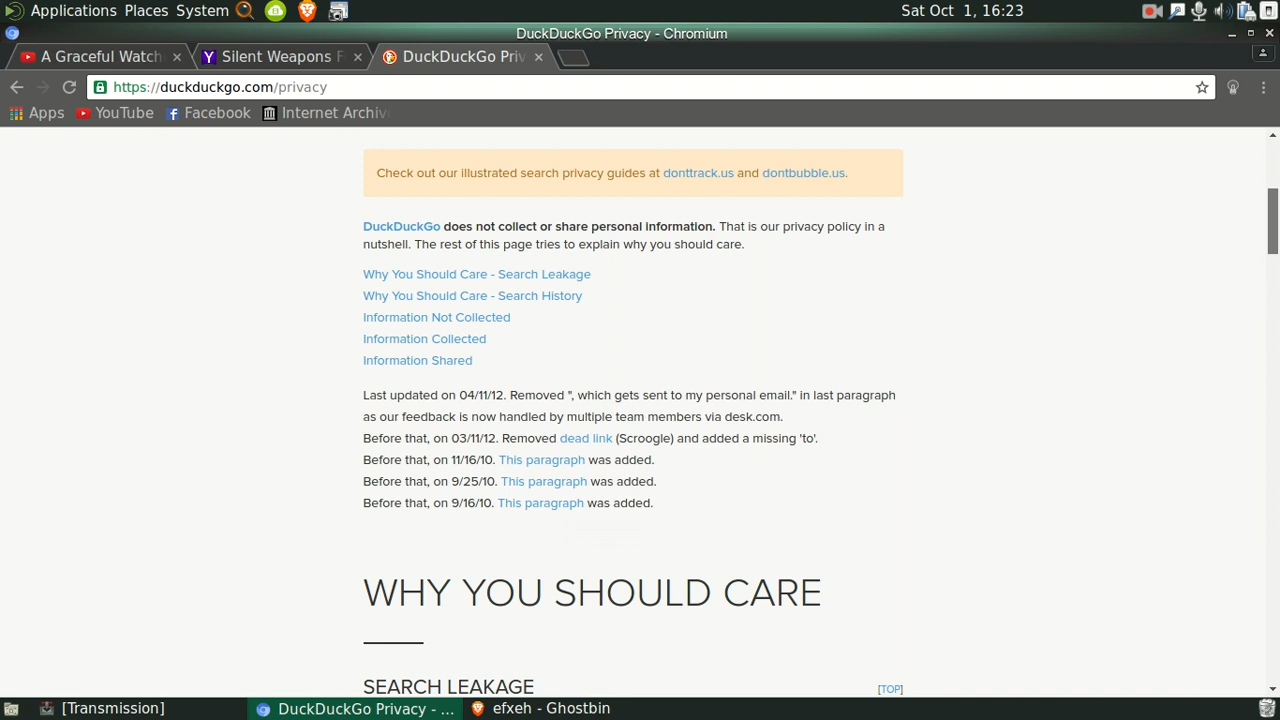 Applications Places System
Sat Oct 1, 16:23
DuckDuckGo Privacy - Chromium
A Graceful Watch
Silent Weapons F
DuckDuckGo Priv
https://duckduckgo.com/privacy
Apps YouTube Facebook Internet Archiv
Check out our illustrated search privacy guides at donttrack.us and dontbubble.us.
DuckDuckGo does not collect or share personal information. That is our privacy policy in a
nutshell. The rest of this page tries to explain why you should care.
Why You Should Care - Search Leakage
Why You Should Care - Search History
Information Not Collected
Information Collected
Information Shared
Last updated on 04/11/12. Removed ", which gets sent to my personal email." in last paragraph
as our feedback is now handled by multiple team members via desk.com.
Before that, on 03/11/12. Removed dead link (Scroogle) and added a missing 'to'.
Before that, on 11/16/10. This paragraph was added.
Before that, on 9/25/10. This paragraph was added.
Before that, on 9/16/10. This paragraph was added.
WHY YOU SHOULD CARE
SEARCH LEAKAGE
[TOP]
[Transmission]
DuckDuckGo Privacy - ...
efxeh - Ghostbin